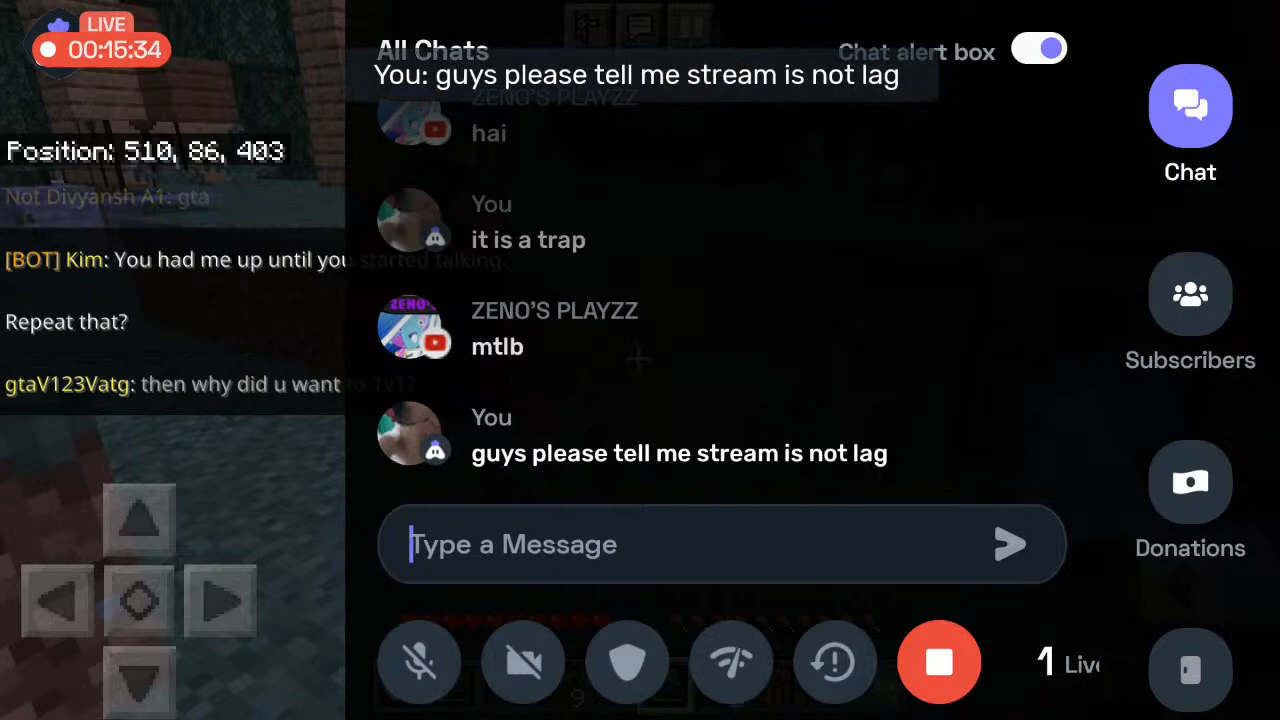 LIVE
00:15:34
All Chats
Chat alert box
You: guys please tell me stream is not lag
ZENO'S PLAYZZ
hai
Position: 510, 86, 403
Not Divyansh A1: gta
[BOT] Kim: You had me up until you started talking.
Repeat that?
gtaV123Vatg: then why did u want to 1v1?
You
it is a trap
ZENO'S PLAYZZ
mtlb
You
guys please tell me stream is not lag
Type a Message
Chat
Subscribers
Donations
9
1 Live